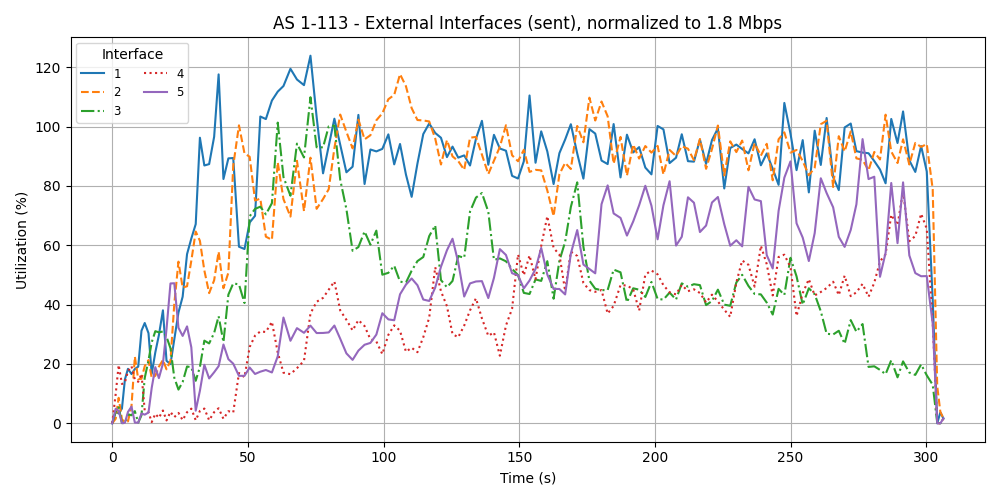 AS 1-113 - External Interfaces (sent), normalized to 1.8 Mbps
Interface
1 4
2 5
3
Utilization (%)
120
100
80
60
40
20
0
0 50 100 150 200 250 300
Time (s)